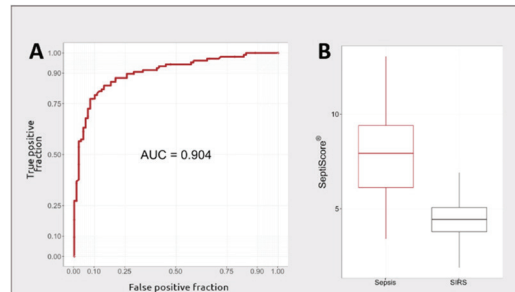 A
1.00
0.90
0.75
0.50
0.25
0.10
0.00
True positive
fraction
AUC = 0.904
0.00 0.10 0.25 0.50 0.75 1.00
False positive fraction
B
10
5
SeptiScore®
Sepsis SIRS